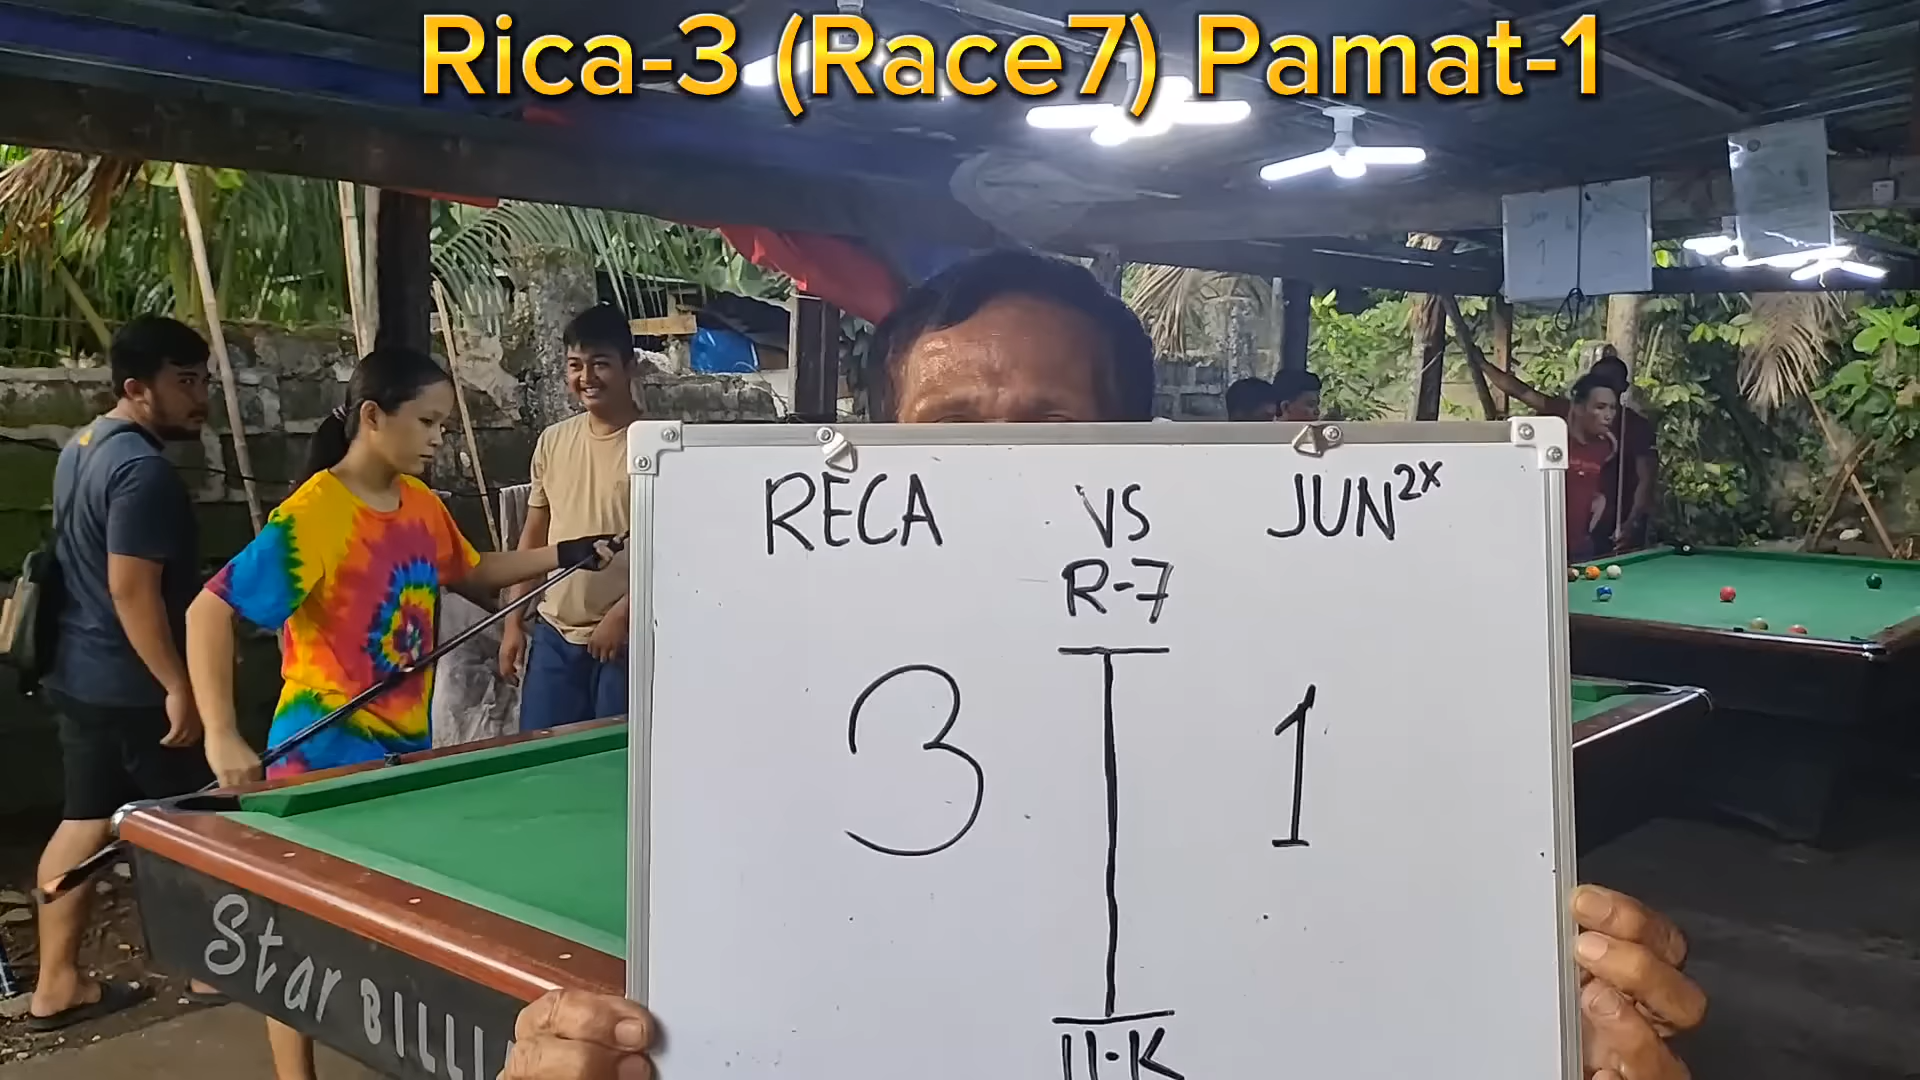 Rica-3 (Race7) Pamat-1
RECA VS JUN2x
R-7
3 1
11-K
Star BILLI